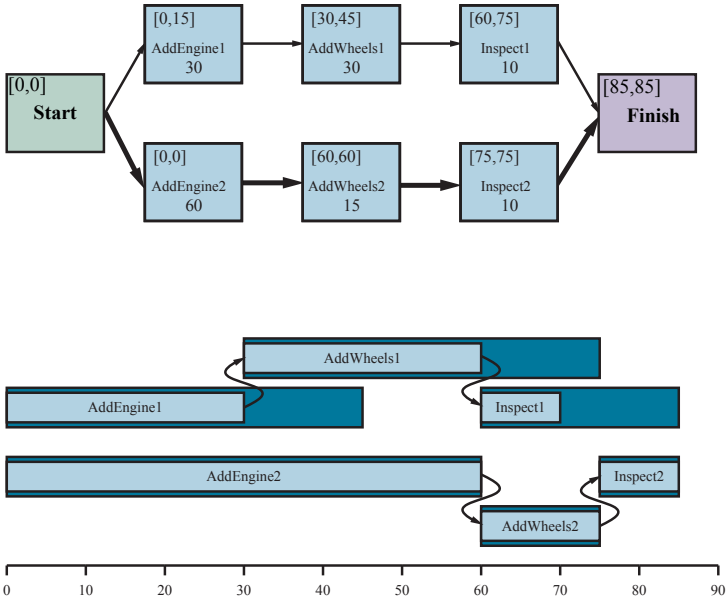 [0,0]
Start
[0,15]
AddEngine1
30
[30,45]
AddWheels1
30
[60,75]
Inspect1
10
[85,85]
Finish
[0,0]
AddEngine2
60
[60,60]
AddWheels2
15
[75,75]
Inspect2
10
AddWheels1
AddEngine1
Inspect1
AddEngine2
Inspect2
AddWheels2
0 10 20 30 40 50 60 70 80 90